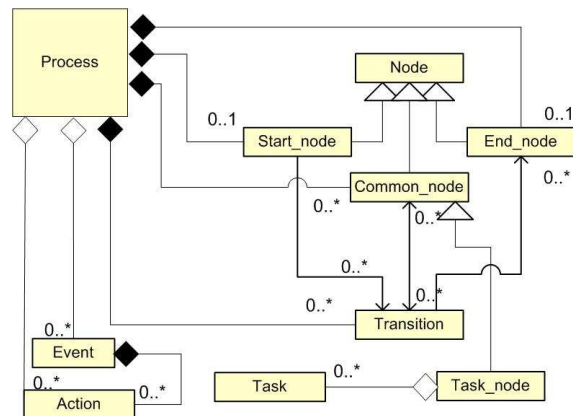 Process
Node
0..1
0..1
Start_node
End_node
0..*
Common_node
0..*
0..*
0..*
0..*
0..*
Transition
0..*
Event
0..*
0..*
0..*
Action
Task
Task_node